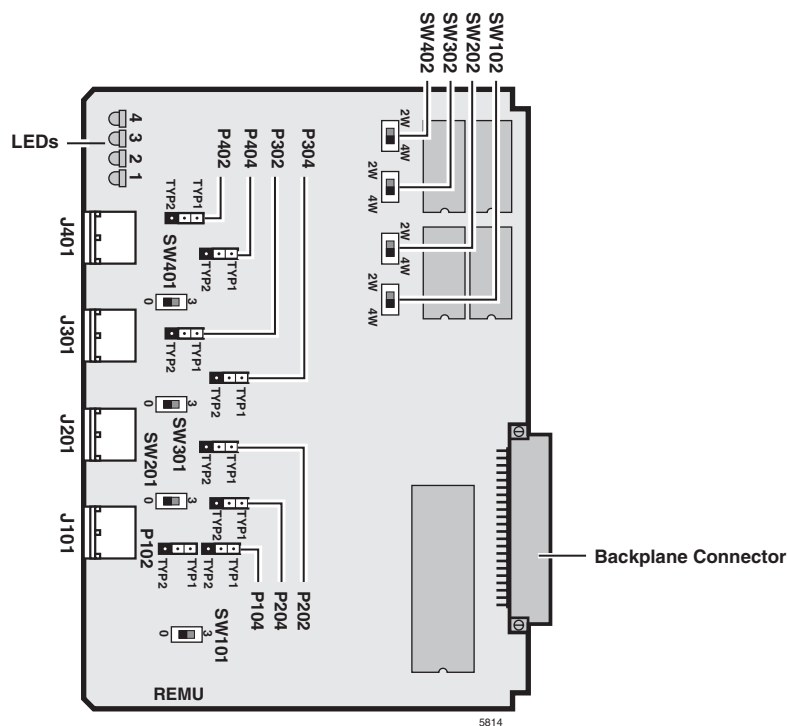 SW402
SW302
SW202
SW102
2W
4W
2W
4W
2W
4W
2W
4W
LEDs
4
3
2
1
P402
P404
P302
P304
TYP2
TYP1
TYP2
TYP1
J401
SW401
0
3
TYP2
TYP1
J301
TYP2
TYP1
0
3
SW301
J201
SW201
TYP2
TYP1
0
3
TYP2
TYP1
J101
P102
TYP2
TYP1
TYP2
TYP1
P104
P204
P202
SW101
0
3
Backplane Connector
REMU
5814